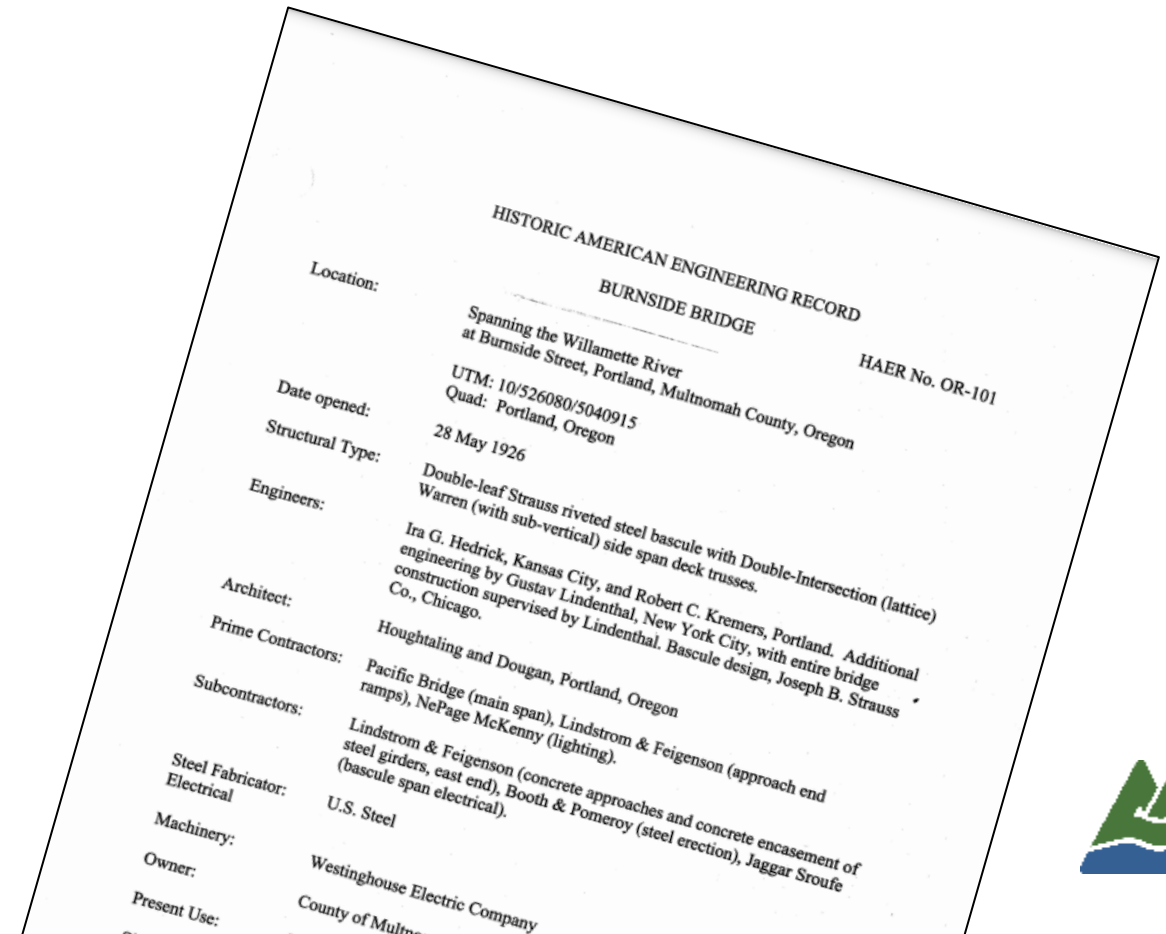 HISTORIC AMERICAN ENGINEERING RECORD
BURNSIDE BRIDGE
HAER No. OR-101
Location:
Spanning the Willamette River
at Burnside Street, Portland, Multnomah County, Oregon
UTM: 10/526080/5040915
Quad: Portland, Oregon
Date opened:
28 May 1926
Structural Type:
Double-leaf Strauss riveted steel bascule with Double-Intersection (lattice)
Warren (with sub-vertical) side span deck trusses.
Engineers:
Ira G. Hedrick, Kansas City, and Robert C. Kremers, Portland. Additional
engineering by Gustav Lindenthal, New York City, with entire bridge
construction supervised by Lindenthal. Bascule design, Joseph B. Strauss
Co., Chicago.
Architect:
Houghtaling and Dougan, Portland, Oregon
Prime Contractors:
Pacific Bridge (main span), Lindstrom & Feigenson (approach end
ramps), NePage McKenny (lighting).
Subcontractors:
Lindstrom & Feigenson (concrete approaches and concrete encasement of
steel girders, east end), Booth & Pomeroy (steel erection), Jaggar Sroufe
(bascule span electrical).
Steel Fabricator:
U.S. Steel
Electrical
Machinery:
Westinghouse Electric Company
Owner:
County of
Present Use: